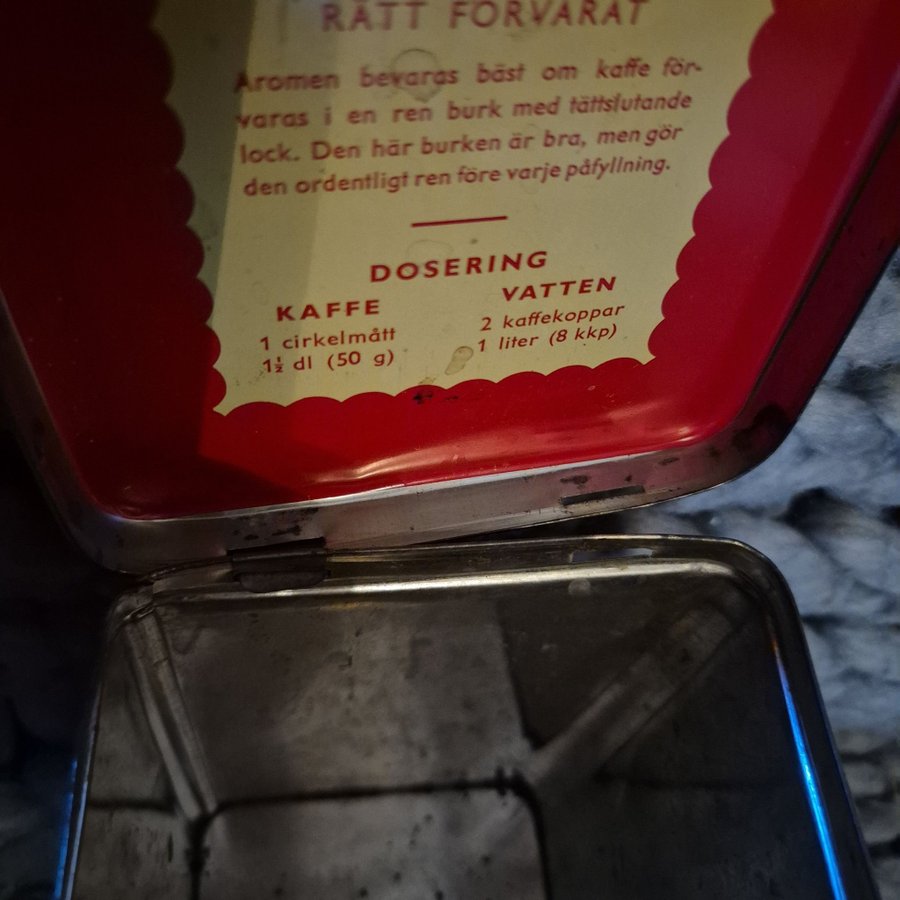 RÄTT FÖRVARAT
Aromen bevaras bäst om kaffe för-
varas i en ren burk med tättslutande
lock. Den här burken är bra, men gör
den ordentligt ren före varje påfyllning.
DOSERING
KAFFE VATTEN
1 cirkelmått 2 kaffekoppar
1½ dl (50 g) 1 liter (8 kkp)